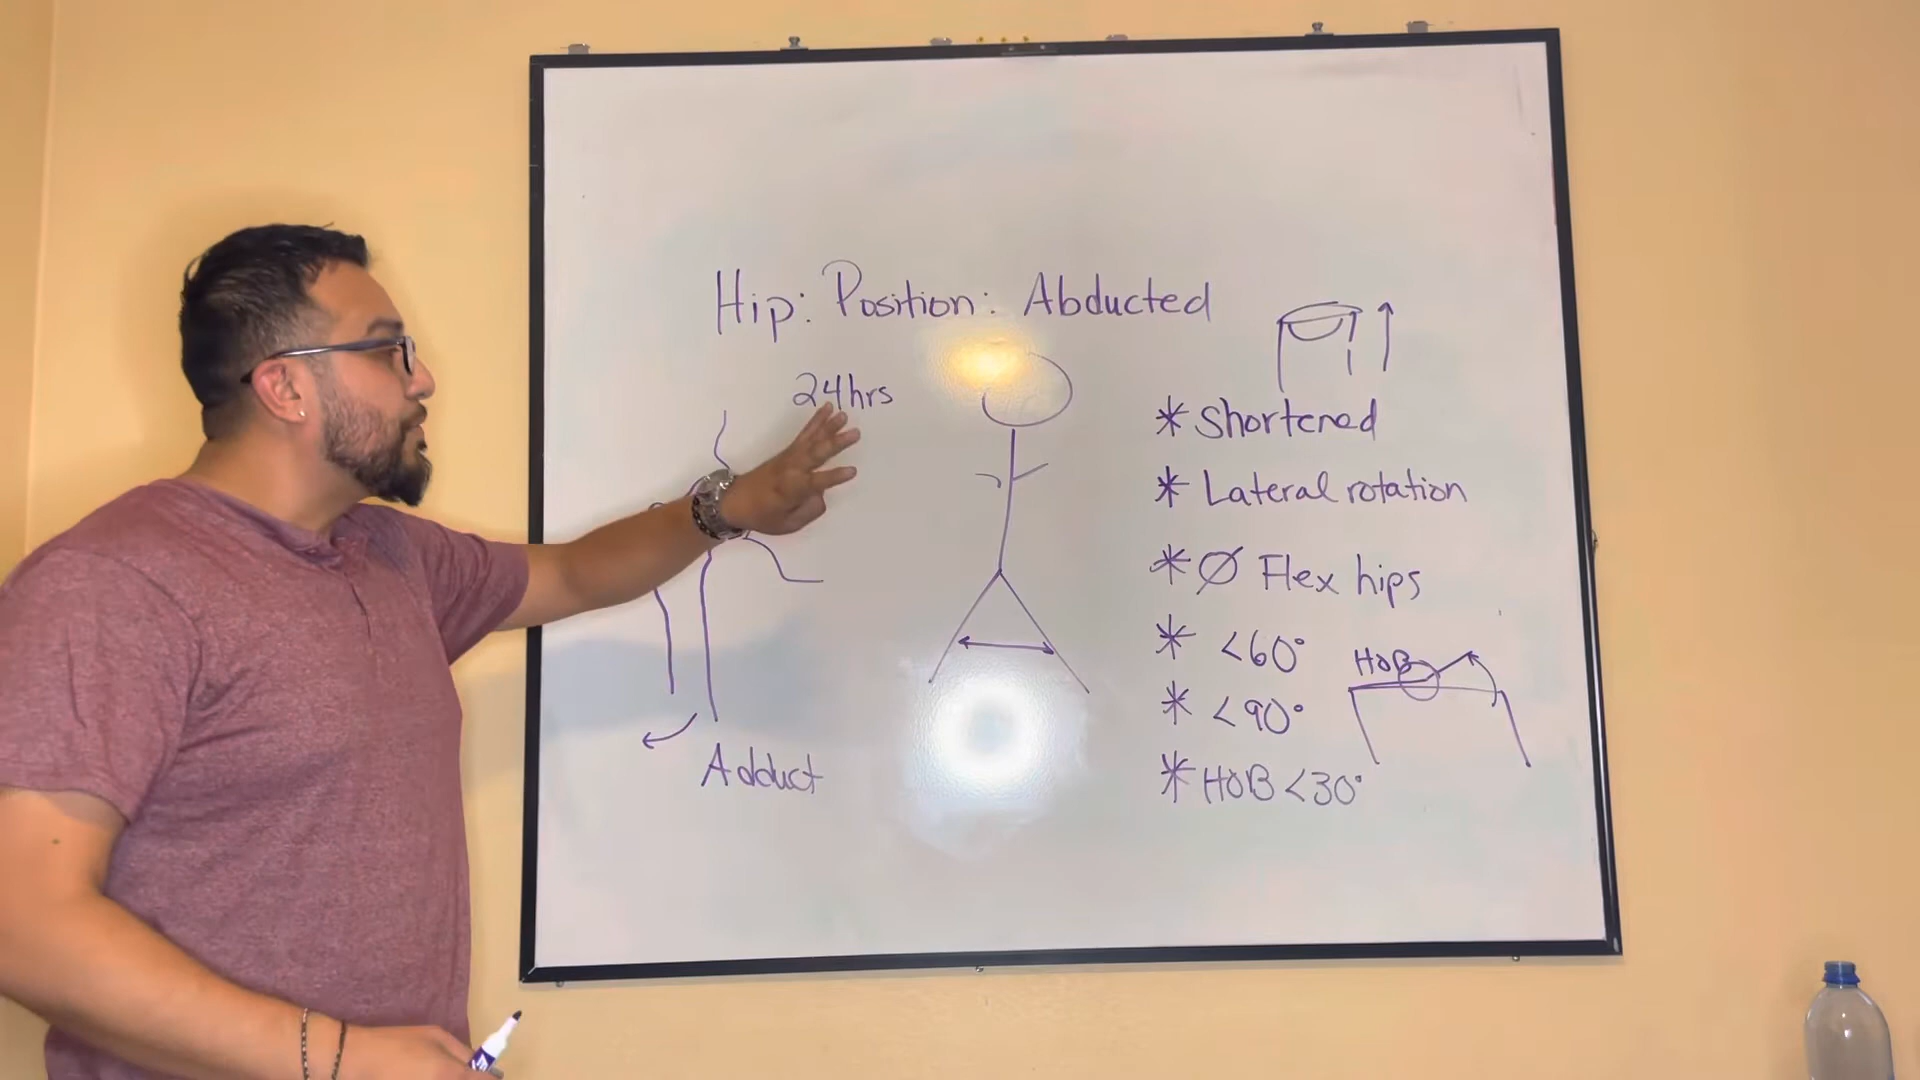 Hip: Position: Abducted
24hrs
* Shortened
* Lateral rotation
* Ø Flex hips
* <60°
HOB
* <90°
Adduct
* HOB <30°